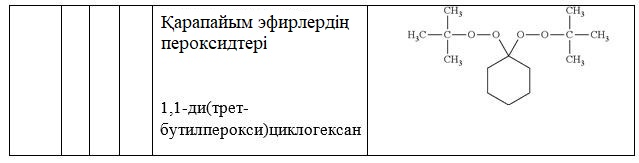 Қарапайым эфирлердің
пероксидтері
1,1-ди(трет-
бутилперокси)циклогексан
CH₃ CH₃
H₃C—C—O—O O—O—C—CH₃
CH₃ CH₃